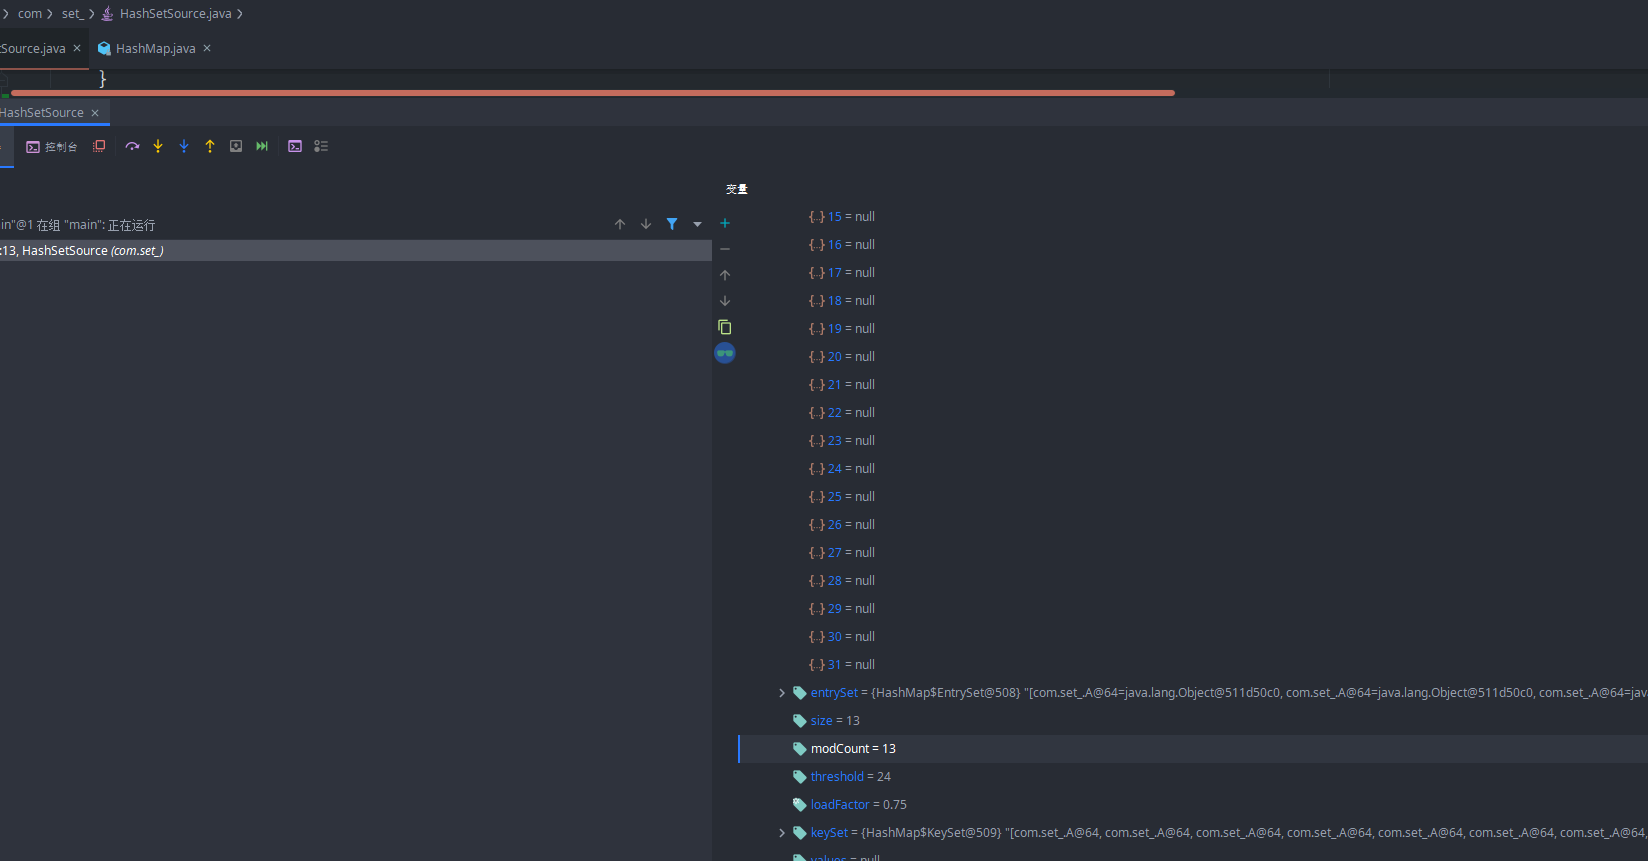 com set_ HashSetSource.java
tSource.java HashMap.java
}
HashSetSource
控制台
变量
in"@1 在组 "main": 正在运行
:13, HashSetSource (com.set_)
{..} 15 = null
{..} 16 = null
{..} 17 = null
{..} 18 = null
{..} 19 = null
{..} 20 = null
{..} 21 = null
{..} 22 = null
{..} 23 = null
{..} 24 = null
{..} 25 = null
{..} 26 = null
{..} 27 = null
{..} 28 = null
{..} 29 = null
{..} 30 = null
{..} 31 = null
entrySet = {HashMap$EntrySet@508} "[com.set_.A@64=java.lang.Object@511d50c0, com.set_.A@64=java.lang.Object@511d50c0, com.set_.A@64=jav
size = 13
modCount = 13
threshold = 24
loadFactor = 0.75
keySet = {HashMap$KeySet@509} "[com.set_.A@64, com.set_.A@64, com.set_.A@64, com.set_.A@64, com.set_.A@64, com.set_.A@64, com.set_.A@64,
values = null